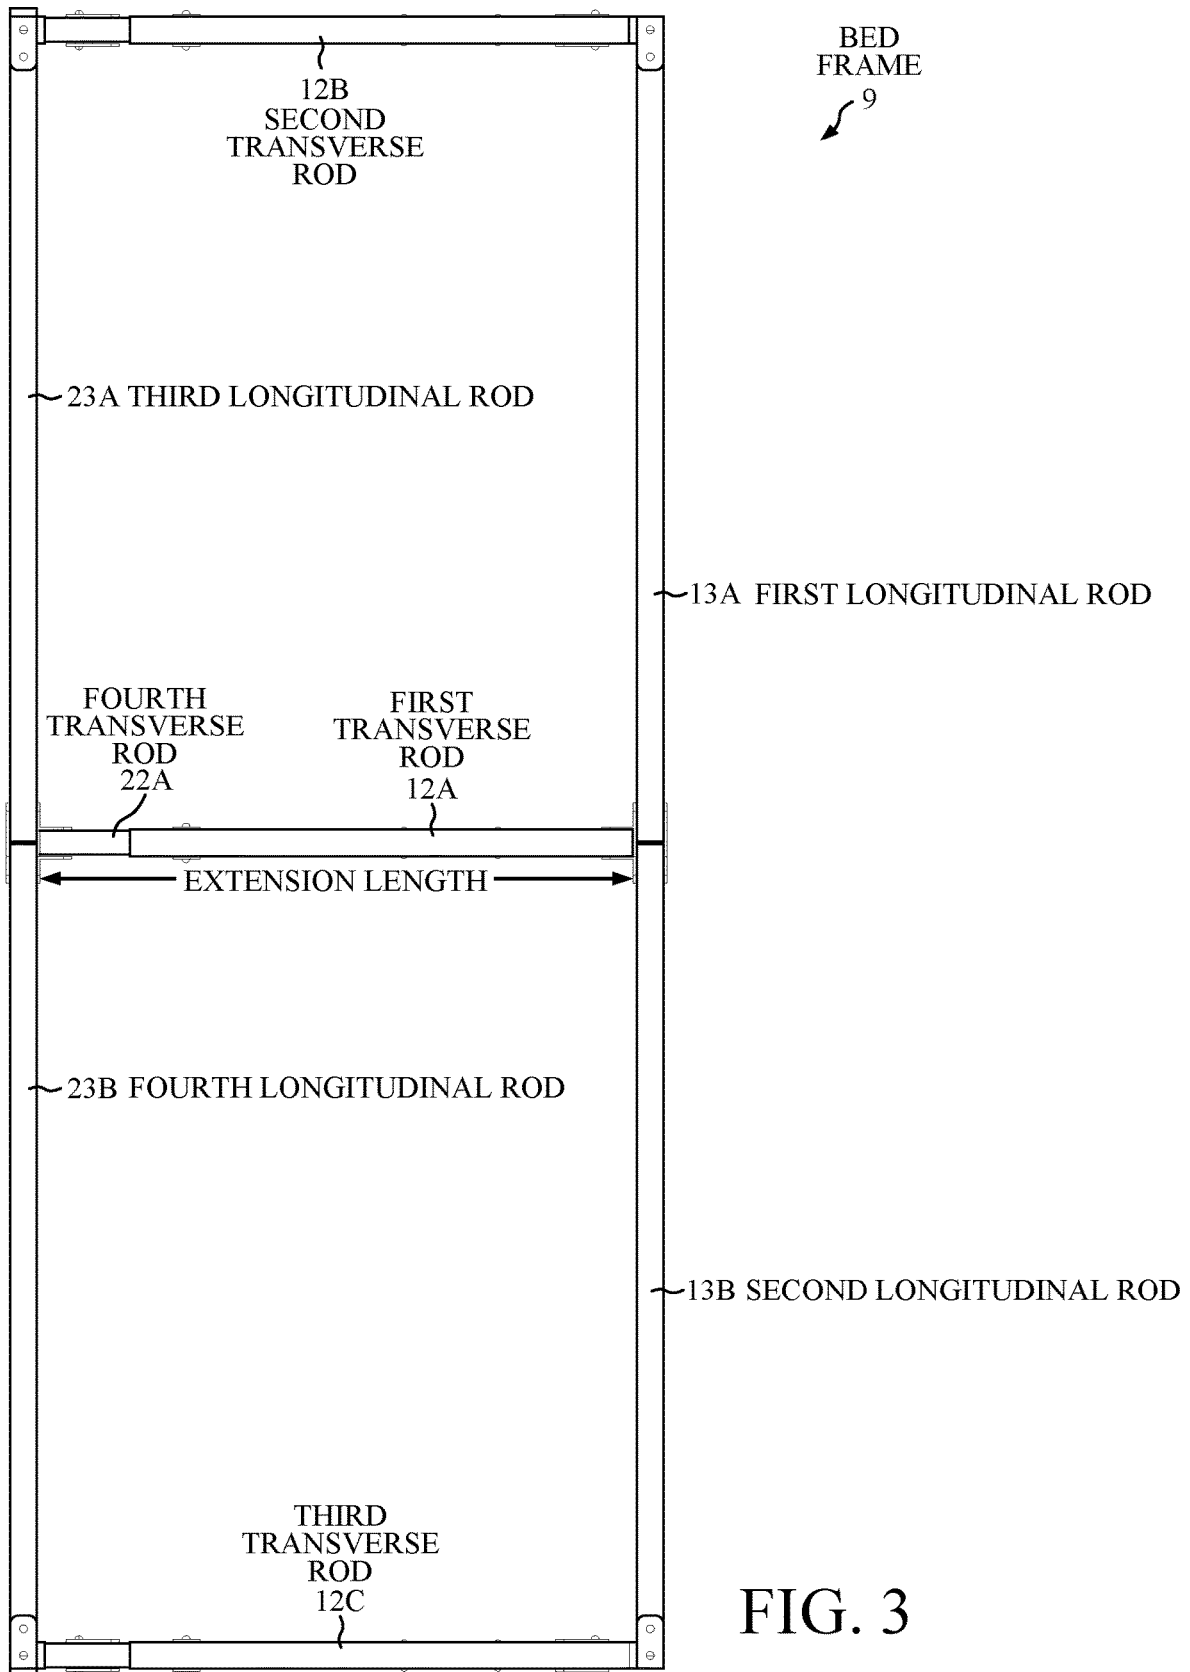 BED
FRAME
9
12B
SECOND
TRANSVERSE
ROD
23A THIRD LONGITUDINAL ROD
13A FIRST LONGITUDINAL ROD
FOURTH
TRANSVERSE
ROD
22A
FIRST
TRANSVERSE
ROD
12A
EXTENSION LENGTH
23B FOURTH LONGITUDINAL ROD
13B SECOND LONGITUDINAL ROD
THIRD
TRANSVERSE
ROD
12C
FIG. 3